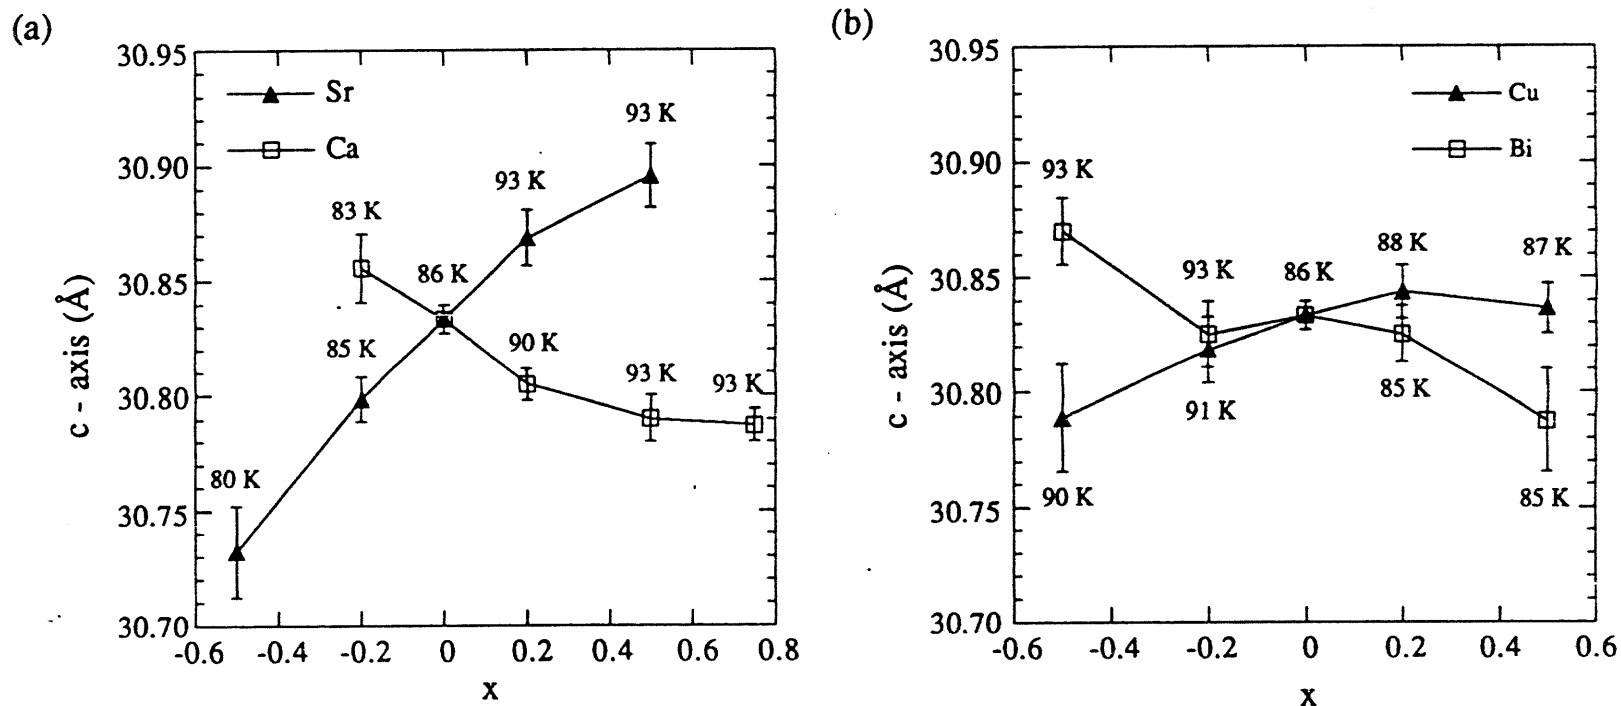 (a)
30.95
30.90
30.85
30.80
30.75
30.70
c - axis (Å)
Sr
Ca
93 K
93 K
83 K
86 K
85 K
90 K
93 K
93 K
80 K
-0.6 -0.4 -0.2 0 0.2 0.4 0.6 0.8
x
(b)
30.95
30.90
30.85
30.80
30.75
30.70
c - axis (Å)
Cu
Bi
93 K
93 K
86 K
88 K
87 K
91 K
85 K
90 K
85 K
-0.6 -0.4 -0.2 0 0.2 0.4 0.6
x